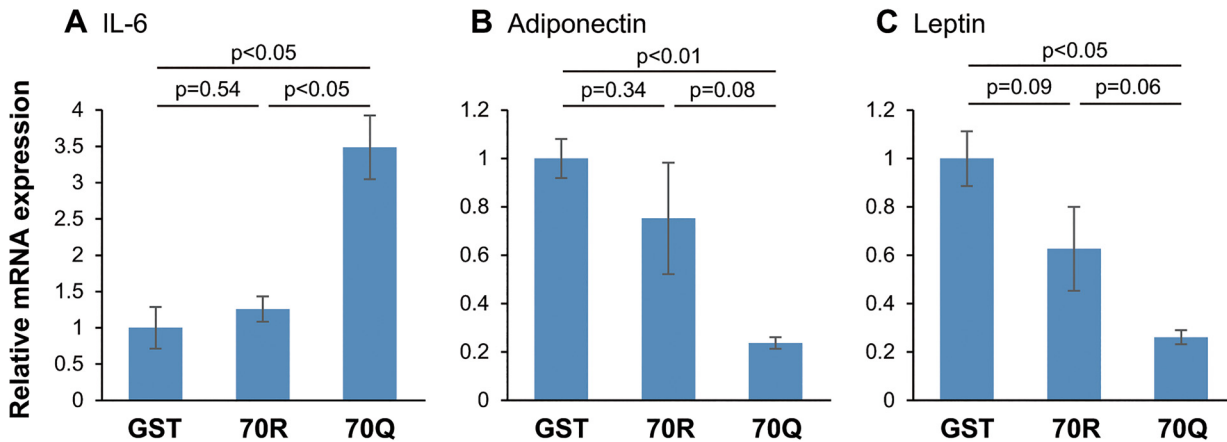 A IL-6
p<0.05
p=0.54 p<0.05
Relative mRNA expression
4
3.5
3
2.5
2
1.5
1
0.5
0
GST 70R 70Q
B Adiponectin
p<0.01
p=0.34 p=0.08
1.2
1
0.8
0.6
0.4
0.2
0
GST 70R 70Q
C Leptin
p<0.05
p=0.09 p=0.06
1.2
1
0.8
0.6
0.4
0.2
0
GST 70R 70Q